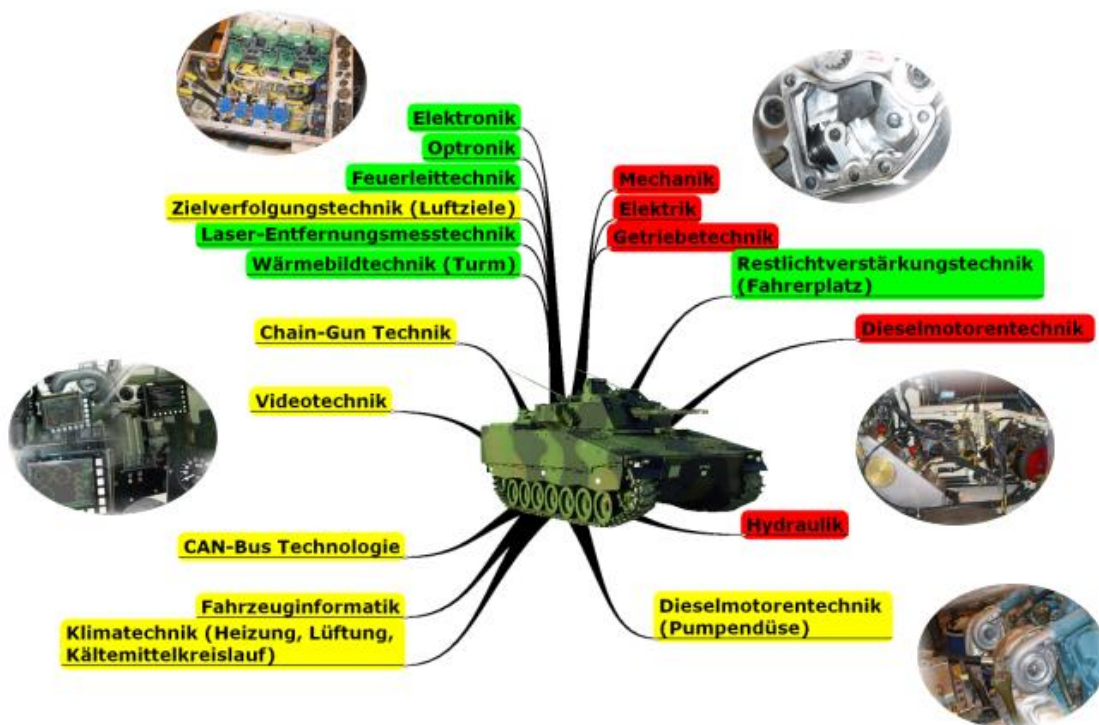 Elektronik
Optronik
Feuerleittechnik
Zielverfolgungstechnik (Luftziele)
Laser-Entfernungsmesstechnik
Wärmebildtechnik (Turm)
Chain-Gun Technik
Videotechnik
CAN-Bus Technologie
Fahrzeuginformatik
Klimatechnik (Heizung, Lüftung,
Kältemittelkreislauf)
Mechanik
Elektrik
Getriebetechnik
Restlichtverstärkungstechnik
(Fahrerplatz)
Dieselmotorentechnik
Hydraulik
Dieselmotorentechnik
(Pumpendüse)